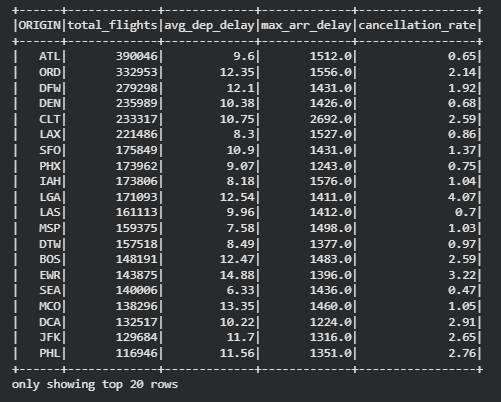 +------+-------------+-------------+-------------+-----------------+
|ORIGIN|total_flights|avg_dep_delay|max_arr_delay|cancellation_rate|
+------+-------------+-------------+-------------+-----------------+
|   ATL|       390046|          9.6|       1512.0|             0.65|
|   ORD|       332953|        12.35|       1556.0|             2.14|
|   DFW|       279298|         12.1|       1431.0|             1.92|
|   DEN|       235989|        10.38|       1426.0|             0.68|
|   CLT|       233317|        10.75|       2692.0|             2.59|
|   LAX|       221486|          8.3|       1527.0|             0.86|
|   SFO|       175849|         10.9|       1431.0|             1.37|
|   PHX|       173962|         9.07|       1243.0|             0.75|
|   IAH|       173806|         8.18|       1576.0|             1.04|
|   LGA|       171093|        12.54|       1411.0|             4.07|
|   LAS|       161113|         9.96|       1412.0|              0.7|
|   MSP|       159375|         7.58|       1498.0|             1.03|
|   DTW|       157518|         8.49|       1377.0|             0.97|
|   BOS|       148191|        12.47|       1483.0|             2.59|
|   EWR|       143875|        14.88|       1396.0|             3.22|
|   SEA|       140006|         6.33|       1436.0|             0.47|
|   MCO|       138296|        13.35|       1460.0|             1.05|
|   DCA|       132517|        10.22|       1224.0|             2.91|
|   JFK|       129684|         11.7|       1316.0|             2.65|
|   PHL|       116946|        11.56|       1351.0|             2.76|
+------+-------------+-------------+-------------+-----------------+
only showing top 20 rows